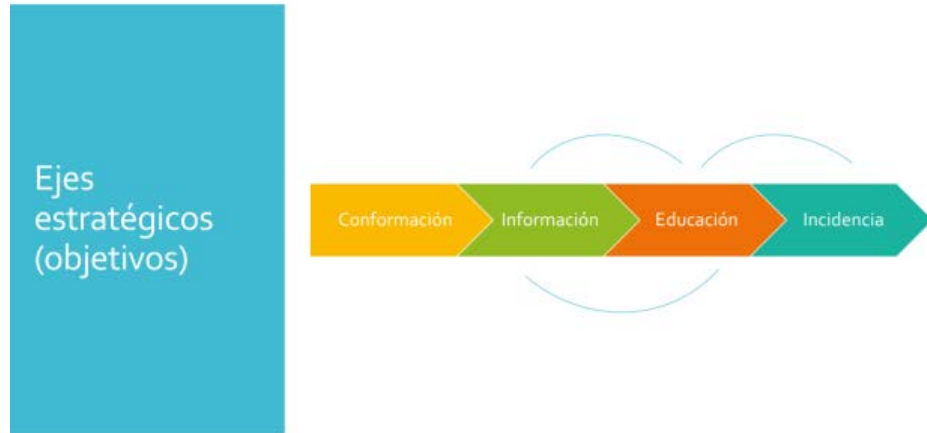 Ejes
estratégicos
(objetivos)
Conformación
Información
Educación
Incidencia